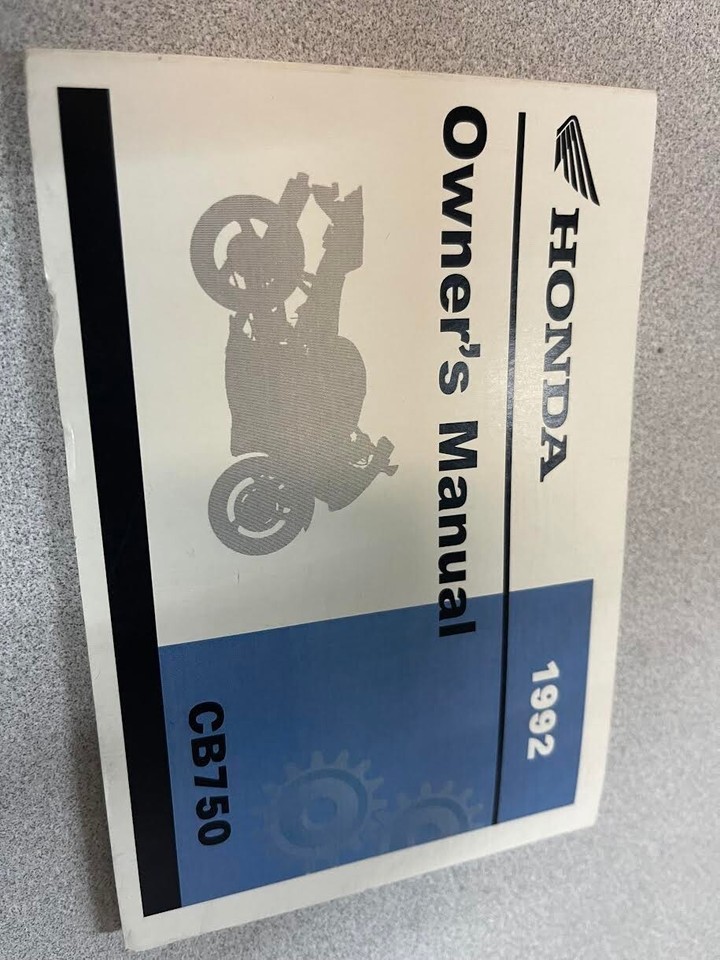 HONDA
1992
Owner's Manual
CB750